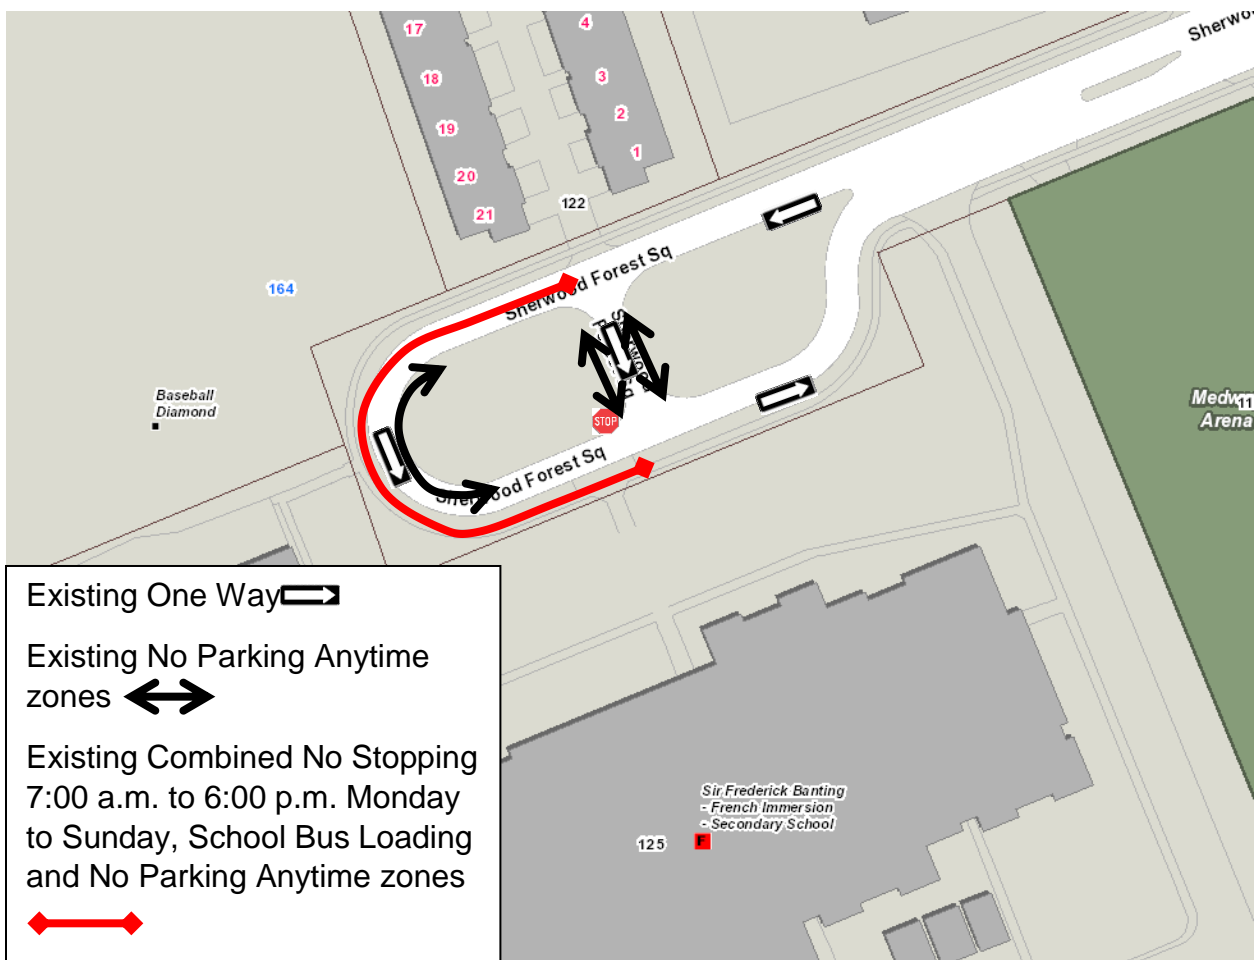 17
4
Sherwo
18
3
19
2
1
20
122
21
Sherwood Forest Sq
164
Baseball
Diamond
STOP
Medw
11
Arena
Sherwood Forest Sq
Existing One Way
Existing No Parking Anytime
zones
Existing Combined No Stopping
7:00 a.m. to 6:00 p.m. Monday
to Sunday, School Bus Loading
and No Parking Anytime zones
Sir Frederick Banting
- French Immersion
- Secondary School
125
F